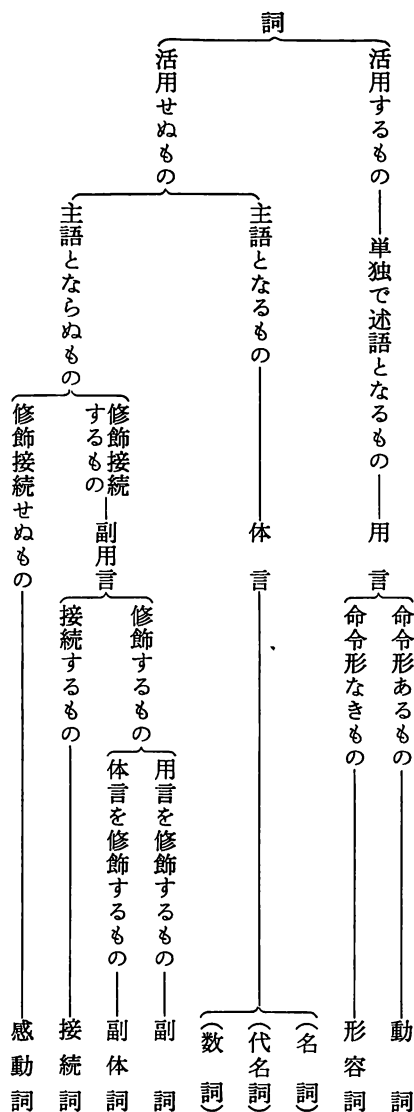 詞
活用するもの
単独で述語となるもの
用言
命令形あるもの
動詞
命令形なきもの
形容詞
活用せぬもの
主語となるもの
体言
(名詞)
(代名詞)
(数詞)
主語とならぬもの
修飾接続
するもの
副用言
修飾するもの
用言を修飾するもの
副詞
体言を修飾するもの
副体詞
接続するもの
接続詞
修飾接続せぬもの
感動詞